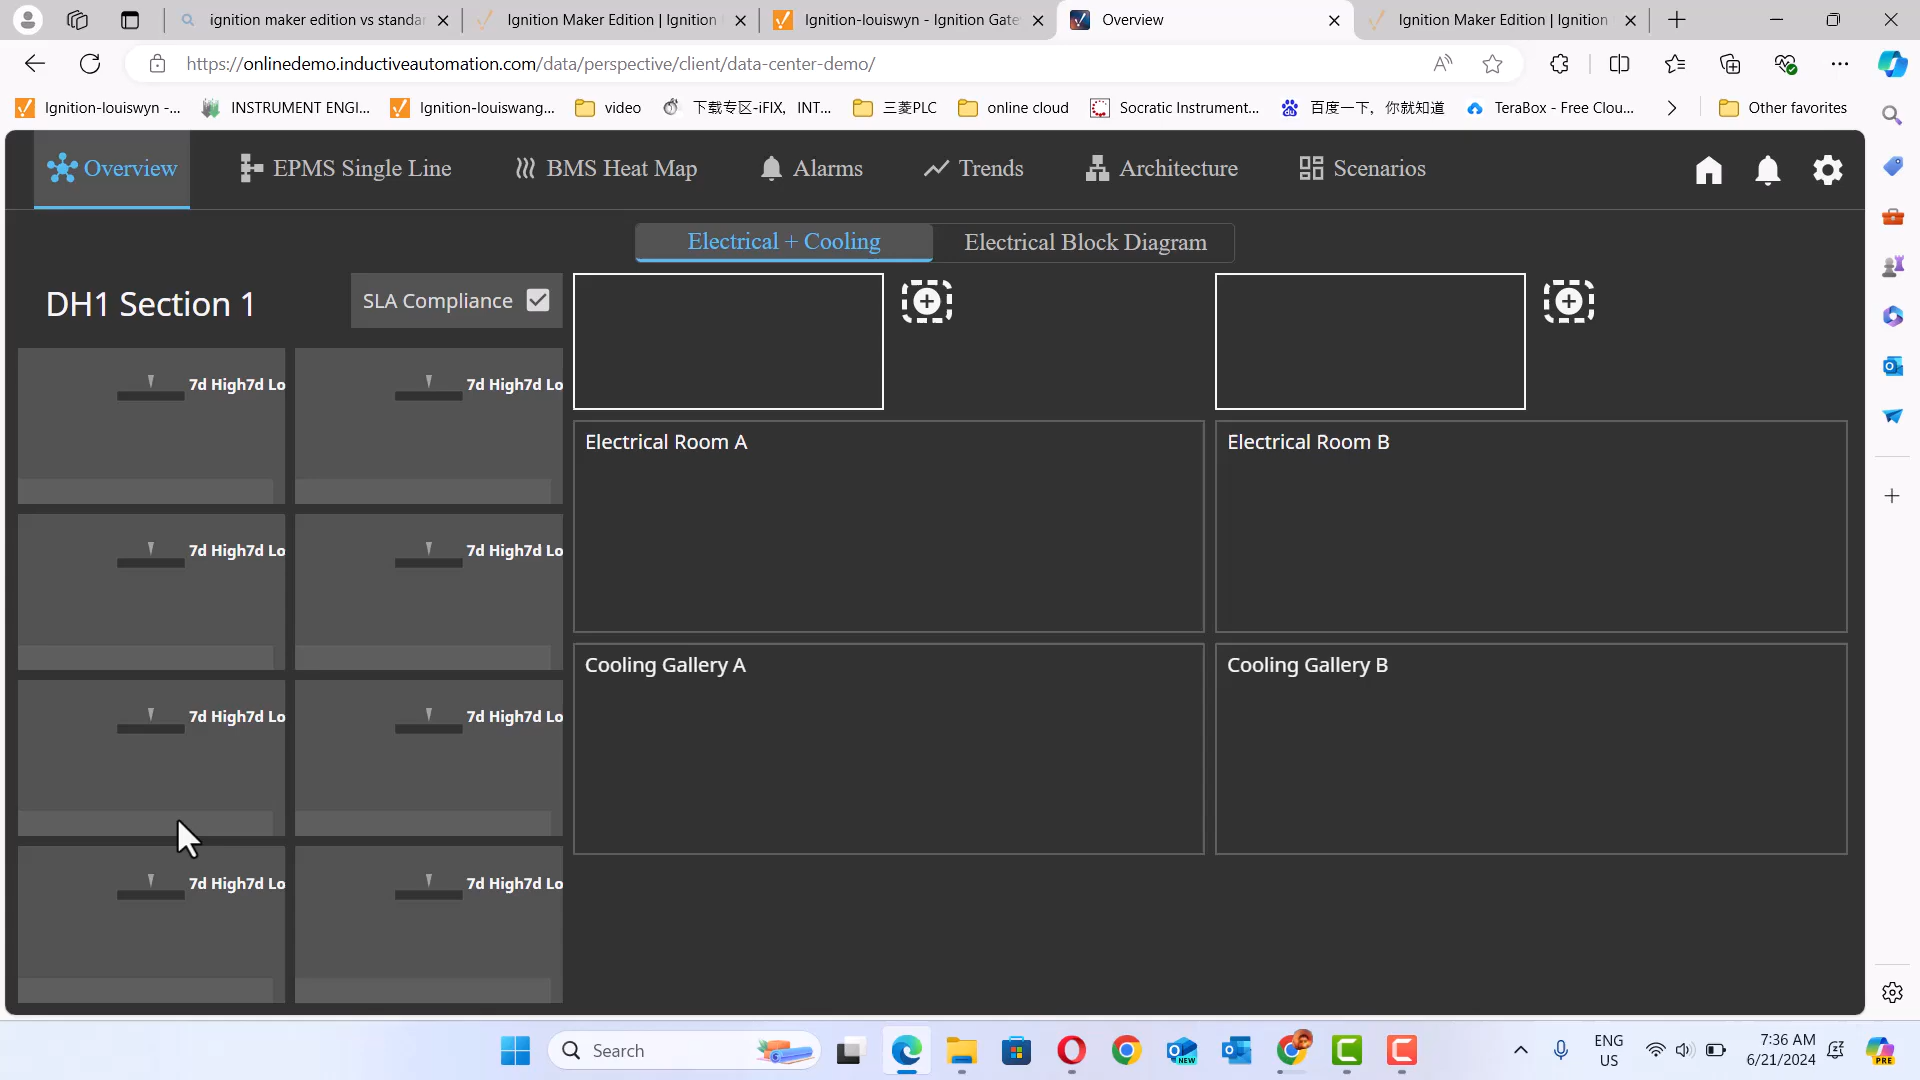 ignition maker edition vs standar
Ignition Maker Edition | Ignition
Ignition-louiswyn - Ignition Gate
Overview
Ignition Maker Edition | Ignition
https://onlinedemo.inductiveautomation.com/data/perspective/client/data-center-demo/
Ignition-louiswyn -...
INSTRUMENT ENGI...
Ignition-louiswang...
video
下载专区-iFIX，INT...
三菱PLC
online cloud
Socratic Instrument...
百度一下，你就知道
TeraBox - Free Clou...
Other favorites
Overview
EPMS Single Line
BMS Heat Map
Alarms
Trends
Architecture
Scenarios
Electrical + Cooling
Electrical Block Diagram
DH1 Section 1
SLA Compliance
7d High7d Lo
7d High7d Lo
7d High7d Lo
7d High7d Lo
7d High7d Lo
7d High7d Lo
7d High7d Lo
7d High7d Lo
Electrical Room A
Electrical Room B
Cooling Gallery A
Cooling Gallery B
Search
NEW
ENG
US
7:36 AM
6/21/2024
PRE